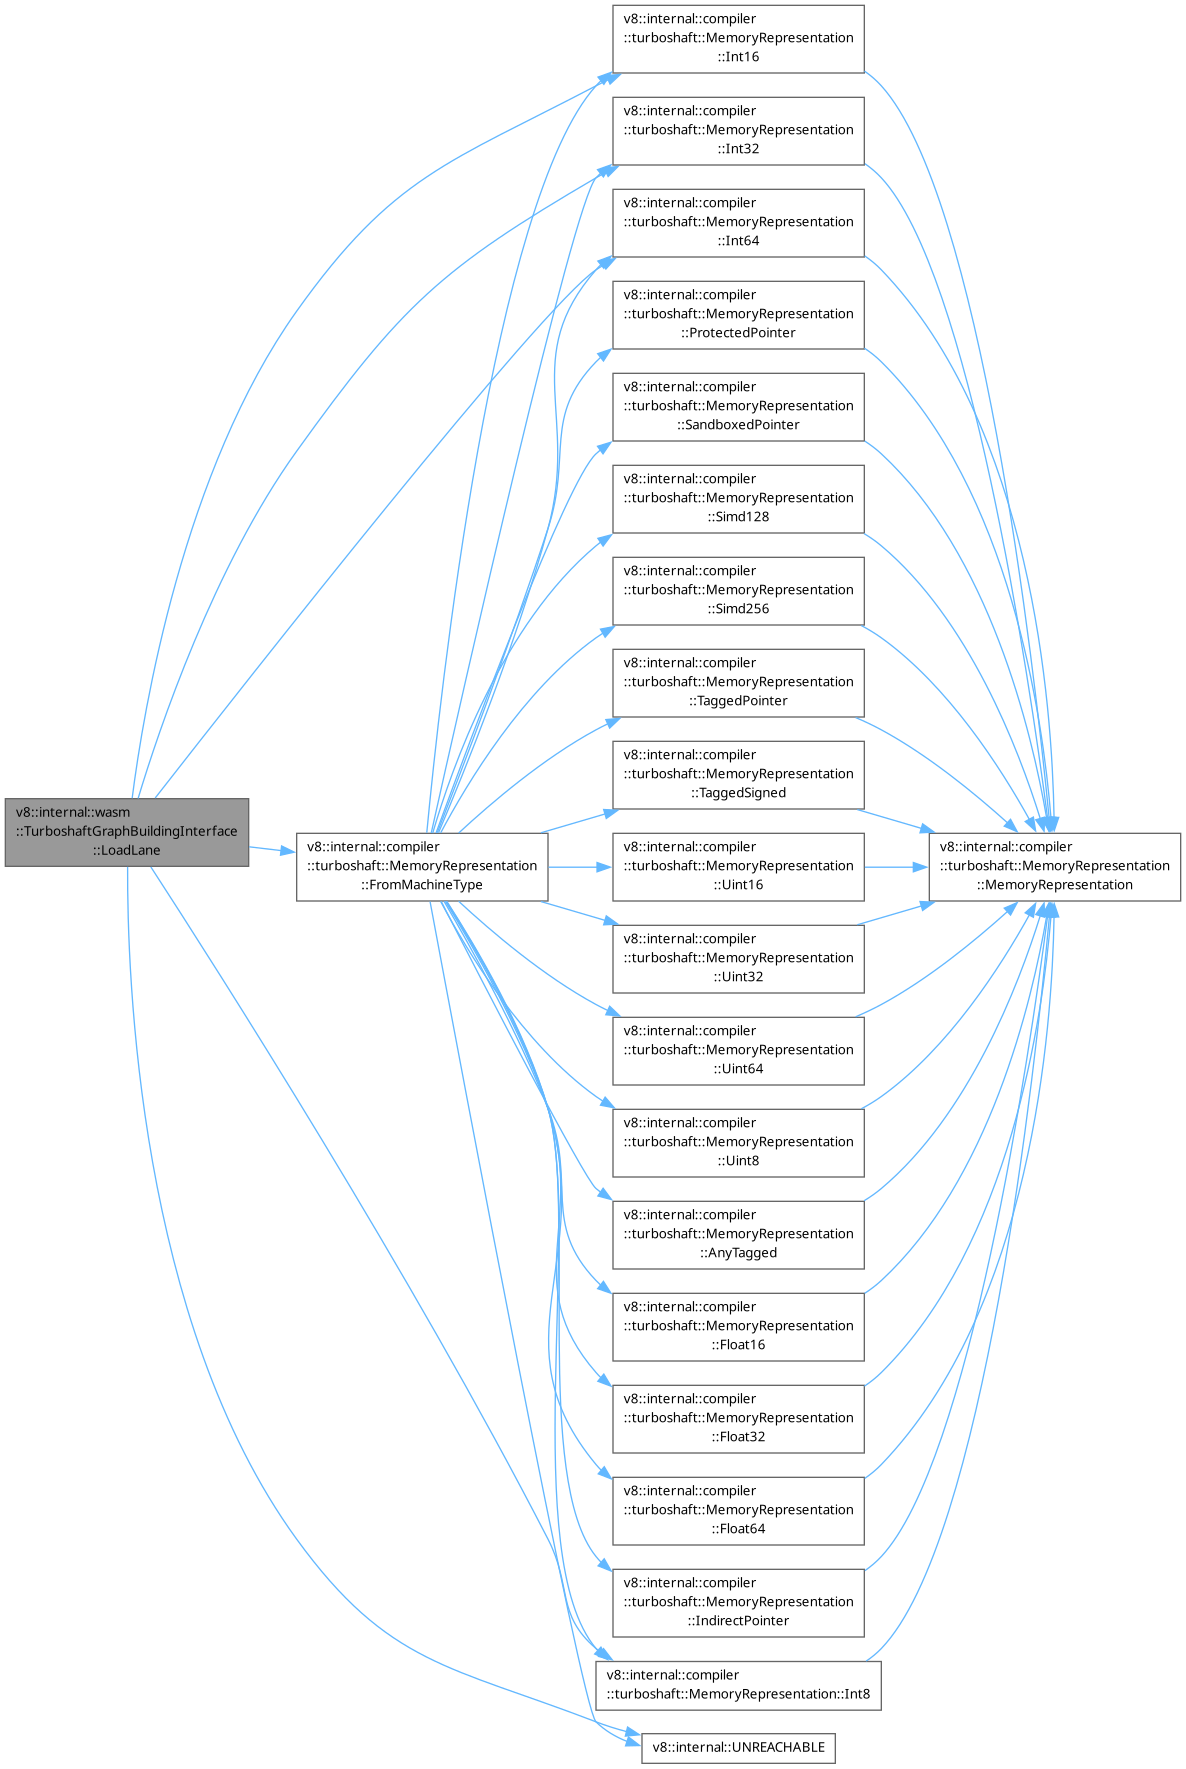 v8::internal::compiler
::turboshaft::MemoryRepresentation
::Int16
v8::internal::compiler
::turboshaft::MemoryRepresentation
::Int32
v8::internal::compiler
::turboshaft::MemoryRepresentation
::Int64
v8::internal::compiler
::turboshaft::MemoryRepresentation
::ProtectedPointer
v8::internal::compiler
::turboshaft::MemoryRepresentation
::SandboxedPointer
v8::internal::compiler
::turboshaft::MemoryRepresentation
::Simd128
v8::internal::compiler
::turboshaft::MemoryRepresentation
::Simd256
v8::internal::compiler
::turboshaft::MemoryRepresentation
::TaggedPointer
v8::internal::compiler
::turboshaft::MemoryRepresentation
::TaggedSigned
v8::internal::wasm
::TurboshaftGraphBuildingInterface
::LoadLane
v8::internal::compiler
::turboshaft::MemoryRepresentation
::FromMachineType
v8::internal::compiler
::turboshaft::MemoryRepresentation
::Uint16
v8::internal::compiler
::turboshaft::MemoryRepresentation
::MemoryRepresentation
v8::internal::compiler
::turboshaft::MemoryRepresentation
::Uint32
v8::internal::compiler
::turboshaft::MemoryRepresentation
::Uint64
v8::internal::compiler
::turboshaft::MemoryRepresentation
::Uint8
v8::internal::compiler
::turboshaft::MemoryRepresentation
::AnyTagged
v8::internal::compiler
::turboshaft::MemoryRepresentation
::Float16
v8::internal::compiler
::turboshaft::MemoryRepresentation
::Float32
v8::internal::compiler
::turboshaft::MemoryRepresentation
::Float64
v8::internal::compiler
::turboshaft::MemoryRepresentation
::IndirectPointer
v8::internal::compiler
::turboshaft::MemoryRepresentation::Int8
v8::internal::UNREACHABLE